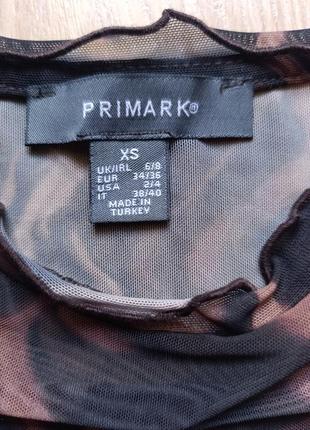 PRIMARK®
XS
UK/IRL 6/8
EUR 34/36
USA 2/4
IT 38/40
MADE IN
TURKEY